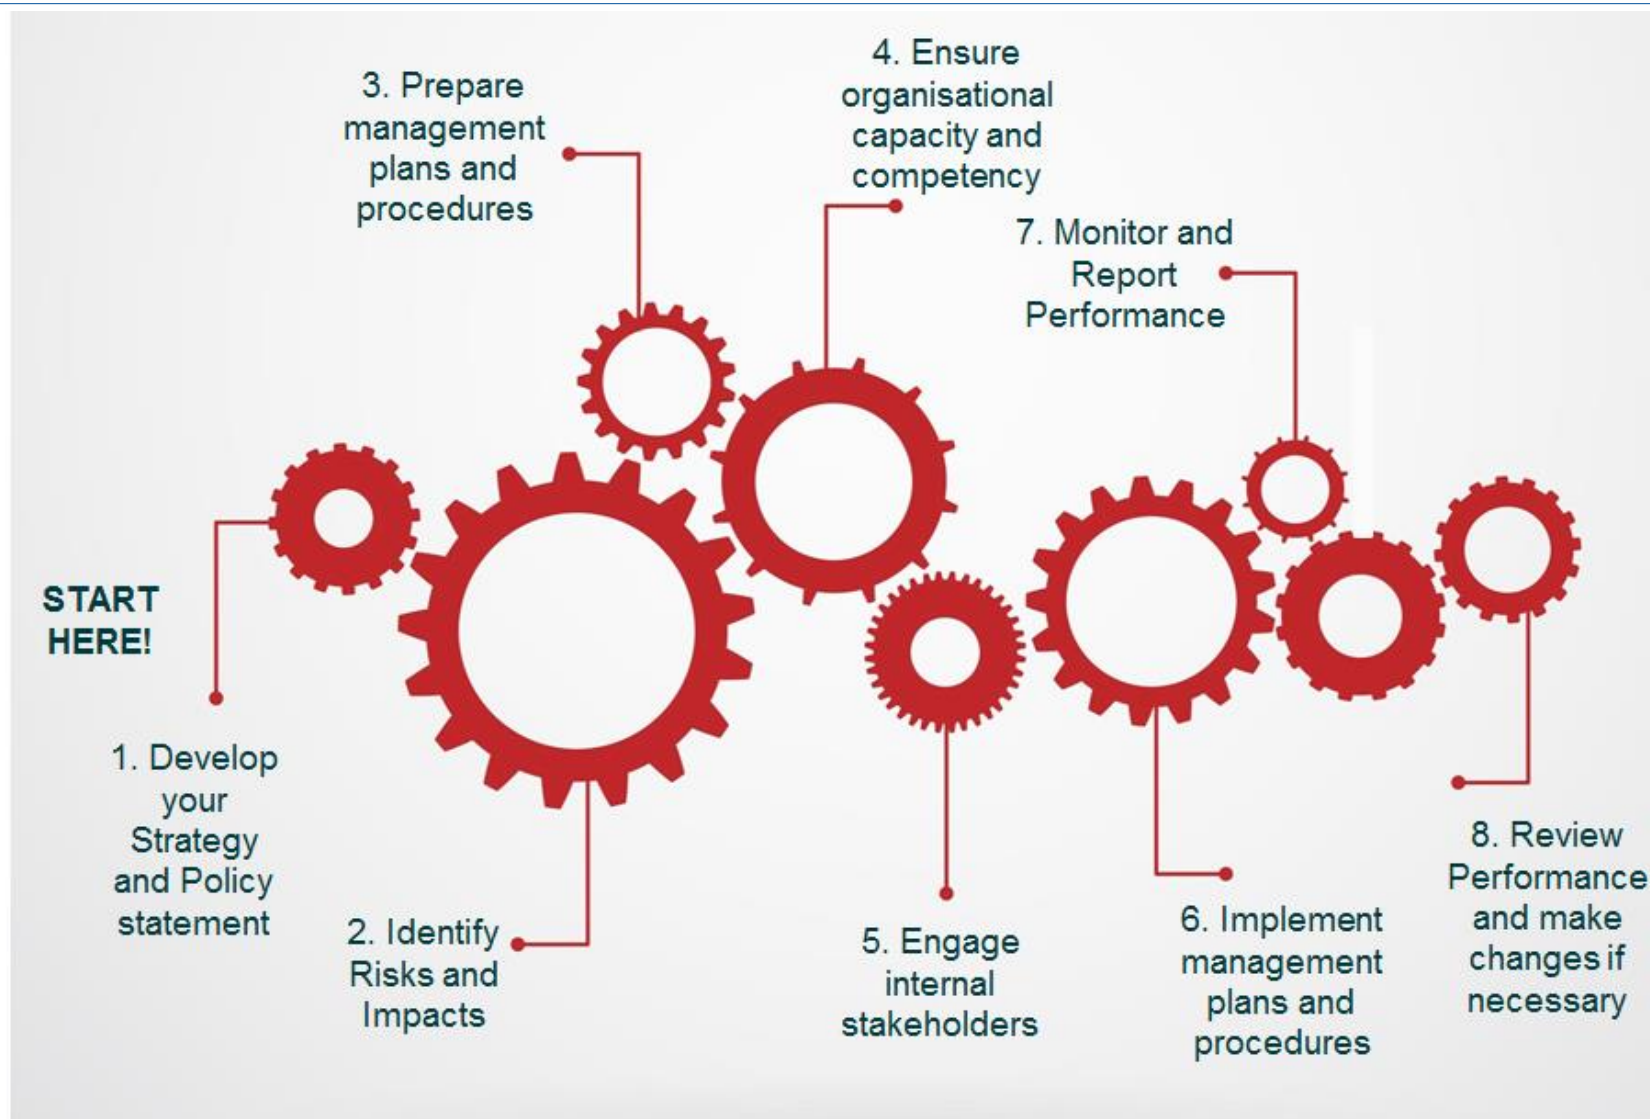 START
HERE!
1. Develop
your
Strategy
and Policy
statement
2. Identify
Risks and
Impacts
3. Prepare
management
plans and
procedures
4. Ensure
organisational
capacity and
competency
5. Engage
internal
stakeholders
6. Implement
management
plans and
procedures
7. Monitor and
Report
Performance
8. Review
Performance
and make
changes if
necessary